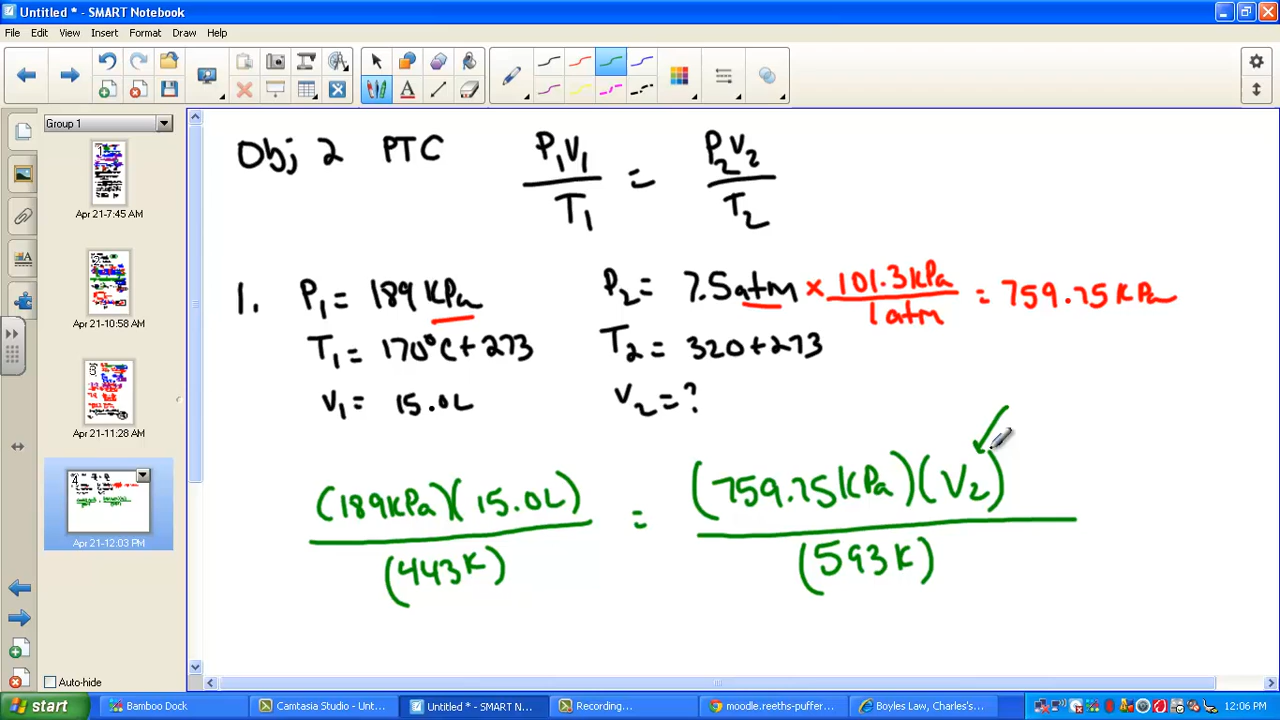 Untitled * - SMART Notebook
File Edit View Insert Format Draw Help
Group 1
Apr 21-7:45 AM
Apr 21-10:58 AM
Apr 21-11:28 AM
Apr 21-12:03 PM
Auto-hide
Obj 2 PTC P₁V₁/T₁ = P₂V₂/T₂
1. P₁ = 189 KPa P₂ = 7.5atm × 101.3KPa/1atm = 759.75KPa
T₁ = 170°C+273 T₂ = 320+273
V₁ = 15.0L V₂ = ?
(189KPa)(15.0L)/(443K) = (759.75KPa)(V₂)/(593K)
start Bamboo Dock Camtasia Studio - Unt... Untitled * - SMART N... Recording... moodle.reeths-puffer... Boyles Law, Charles's... 12:06 PM